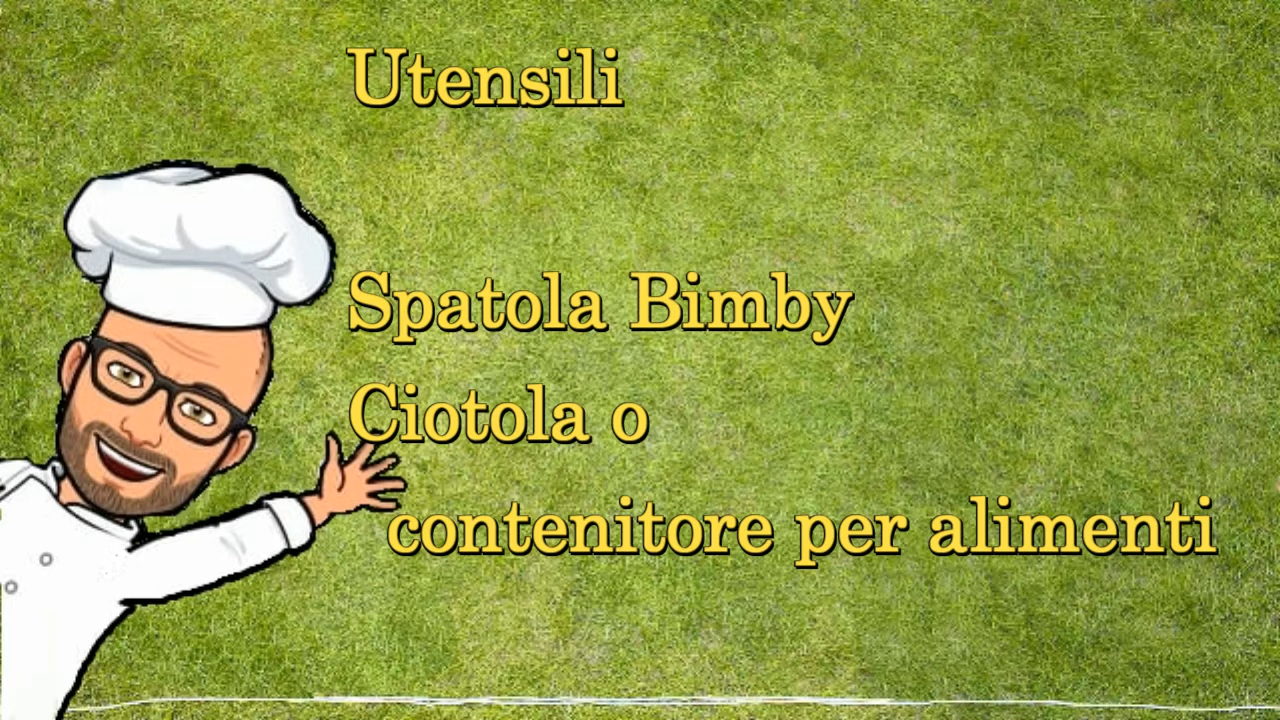 Utensili
Spatola Bimby
Ciotola o
contenitore per alimenti